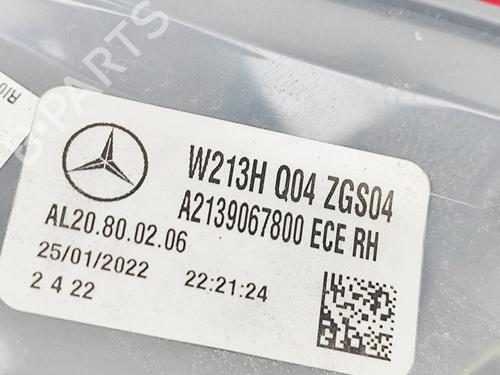 W213H Q04 ZGS04
A2139067800 ECE RH
AL20.80.02.06
25/01/2022 22:21:24
2 4 22
B-PARTS